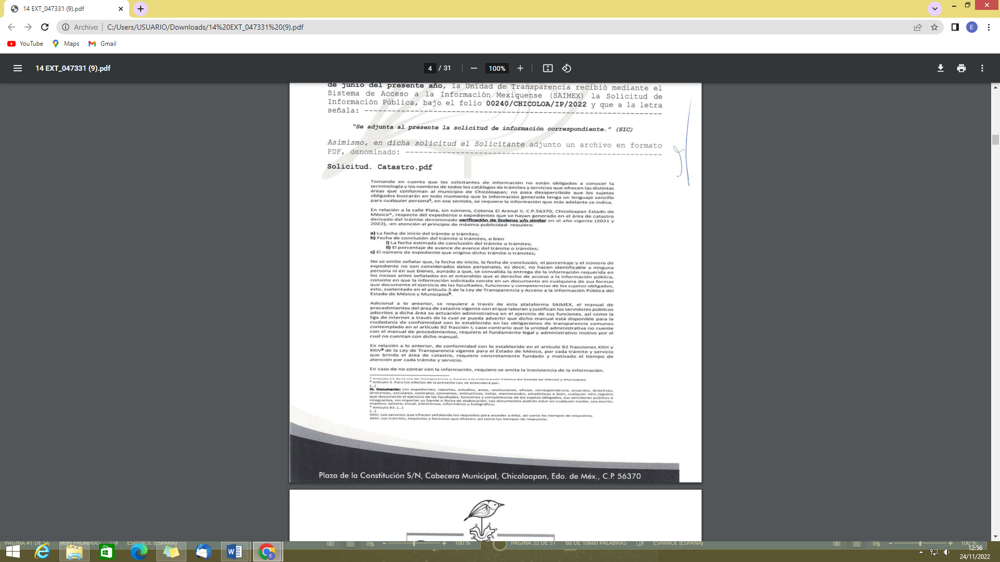 14 EXT_047331 (9).pdf
Archivo
C:/Users/USUARIO/Downloads/14%20EXT_047331%20(9).pdf
E
YouTube
Maps
Gmail
14 EXT_047331 (9).pdf
4 / 31
100%
de junio del presente año, la Unidad de Transparencia recibió mediante el
Sistema de Acceso a la Información Mexiquense (SAIMEX) la Solicitud de
Información Pública, bajo el folio 00240/CHICOLOA/IP/2022 y que a la letra
señala: ------------------------------------------------------------------
"Se adjunta al presente la solicitud de información correspondiente." (SIC)
Asimismo, en dicha solicitud el Solicitante adjunto un archivo en formato
PDF, denominado: ---------------------------------------------------------
Solicitud. Catastro.pdf
Tomando en cuenta que los solicitantes de información no están obligados a conocer la
terminología y los nombres de todos los catálogos de trámites y servicios que ofrecen las distintas
áreas que conforman al municipio de Chicoloapan; no pasa desapercibido que los sujetos
obligados buscarán en todo momento que la información generada tenga un lenguaje sencillo
para cualquier persona¹, en ese sentido, se requiere la información que más adelante se indica.
En relación a la calle Plata, sin número, Colonia El Arenal II, C.P.56370, Chicoloapan Estado de
México*, respecto del expediente o expedientes que se hayan generado en el área de catastro
derivado del trámite denominado verificación de linderos y/o similar en el año vigente (2021 y
2022), -en atención al principio de máxima publicidad- requiero:
a) La fecha de inicio del trámite o trámites;
b) Fecha de conclusión del trámite o trámites, o bien
i) La fecha estimada de conclusión del trámite o trámites;
ii) El porcentaje de avance de avance del trámite o trámites;
c) El número de expediente que origino dicho trámite o trámites;
No se omite señalar que, la fecha de inicio, la fecha de conclusión, el porcentaje y el número de
expediente no son considerados datos personales, es decir, no hacen identificable a ninguna
persona ni en sus bienes, aunado a que, se convalida la entrega de la información requerida en
los incisos antes señalados en el entendido que el derecho de acceso a la información pública,
consiste en que la información solicitada conste en un documento en cualquiera de sus formas
que documente el ejercicio de las facultades, funciones y competencias de los sujetos obligados,
esto, sustentado en el artículo 3 de la Ley de Transparencia y Acceso a la Información Pública del
Estado de México y Municipios².
Adicional a lo anterior, se requiere a través de esta plataforma SAIMEX, el manual de
procedimientos del área de catastro vigente con el que laboran y justifican los servidores públicos
adscritos a dicha área su actuación administrativa en el ejercicio de sus funciones, así como la
liga de internet a través de la cual se pueda advertir que dicho manual está disponible para la
ciudadanía de conformidad con lo establecido en las obligaciones de transparencia comunes
contemplado en el artículo 92 fracción I; caso contrario que la unidad administrativa no cuente
con el manual de procedimientos, requiero el fundamento legal y administrativo motivo por el
cual no cuentan con dicho manual.
En relación a lo anterior, de conformidad con lo establecido en el artículo 92 fracciones XXIII y
XXIV³ de la Ley de Transparencia vigente para el Estado de México, por cada trámite y servicio
que brinda el área de catastro, requiero concretamente fundado y motivado el tiempo de
atención por cada trámite y servicio.
En caso de no contar con la información, requiero se emita la inexistencia de la información.
¹ Artículo 11 de la Ley de Transparencia y Acceso a la Información Pública del Estado de México y Municipios.
² Artículo 3. Para los efectos de la presente Ley se entenderá por:
(...)
XI. Documento: Los expedientes, reportes, estudios, actas, resoluciones, oficios, correspondencia, acuerdos, directivas,
directrices, circulares, contratos, convenios, instructivos, notas, memorandos, estadísticas o bien, cualquier otro registro
que documente el ejercicio de las facultades, funciones y competencias de los sujetos obligados, sus servidores públicos e
integrantes, sin importar su fuente o fecha de elaboración. Los documentos podrán estar en cualquier medio, sea escrito,
impreso, sonoro, visual, electrónico, informático u holográfico;
³ Artículo 92. (...)
(...)
XXIII. Los servicios que ofrecen señalando los requisitos para acceder a ellos, así como los tiempos de respuesta;
XXIV. Los trámites, requisitos y formatos que ofrecen, así como los tiempos de respuesta;
Plaza de la Constitución S/N, Cabecera Municipal, Chicoloapan, Edo. de Méx., C.P. 56370
PÁGINA 41 DE 56 9690 PALABRAS ESPAÑOL (ESPAÑA) 100 % PÁGINA 32 DE 51 68 DE 10660 PALABRAS ESPAÑOL (ESPAÑA) 100 %
12:56
24/11/2022